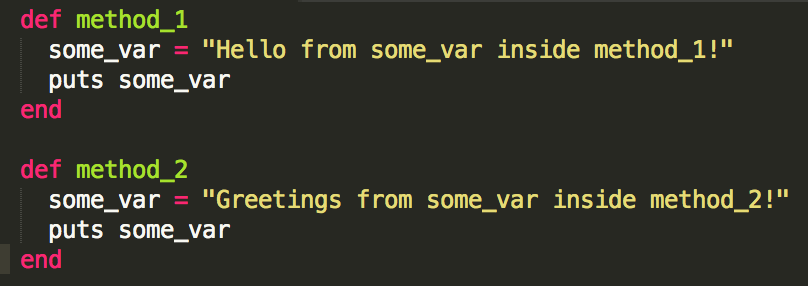 def method_1
  some_var = "Hello from some_var inside method_1!"
  puts some_var
end

def method_2
  some_var = "Greetings from some_var inside method_2!"
  puts some_var
end